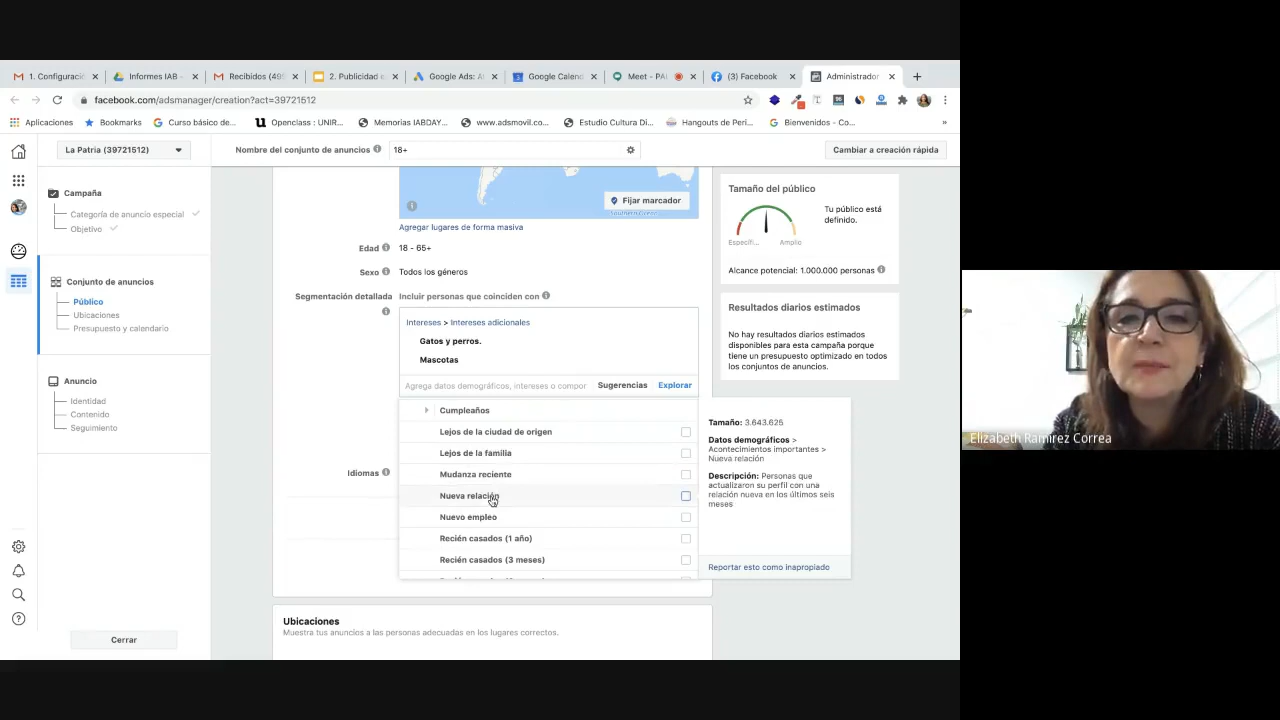 1. Configuració
Informes IAB -
Recibidos (495
2. Publicidad e
Google Ads: A
Google Calend
Meet - PA
(3) Facebook
Administrador
facebook.com/adsmanager/creation?act=39721512
Aplicaciones
Bookmarks
Curso básico de...
Openclass : UNIR...
Memorias IABDAY...
www.adsmovil.co...
Estudio Cultura Di...
Hangouts de Peri...
Bienvenidos - Co...
»
La Patria (39721512)
Nombre del conjunto de anuncios
18+
Cambiar a creación rápida
Campaña
Categoría de anuncio especial
Objetivo
Conjunto de anuncios
Público
Ubicaciones
Presupuesto y calendario
Anuncio
Identidad
Contenido
Seguimiento
Cerrar
Fijar marcador
Southern Ocean
Agregar lugares de forma masiva
Edad
18 - 65+
Sexo
Todos los géneros
Segmentación detallada
Incluir personas que coinciden con
Intereses > Intereses adicionales
Gatos y perros.
Mascotas
Agrega datos demográficos, intereses o compor
Sugerencias
Explorar
Cumpleaños
Lejos de la ciudad de origen
Lejos de la familia
Mudanza reciente
Nueva relación
Nuevo empleo
Recién casados (1 año)
Recién casados (3 meses)
Idiomas
Tamaño: 3.643.625
Datos demográficos >
Acontecimientos importantes >
Nueva relación
Descripción: Personas que
actualizaron su perfil con una
relación nueva en los últimos seis
meses
Reportar esto como inapropiado
Ubicaciones
Muestra tus anuncios a las personas adecuadas en los lugares correctos.
Tamaño del público
Tu público está
definido.
Específi...
Amplio
Alcance potencial: 1.000.000 personas
Resultados diarios estimados
No hay resultados diarios estimados
disponibles para esta campaña porque
tiene un presupuesto optimizado en todos
los conjuntos de anuncios.
Elizabeth Ramirez Correa